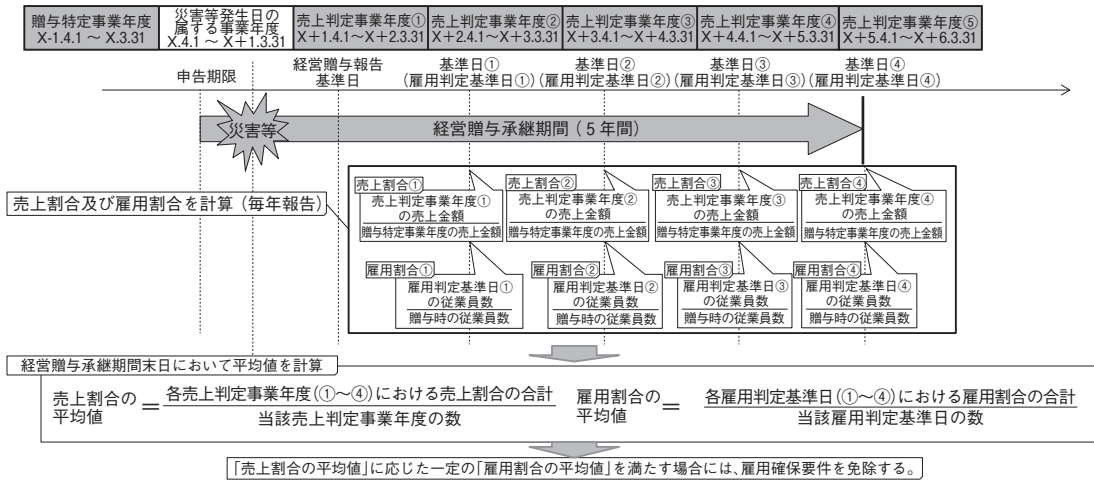 贈与特定事業年度
X-1.4.1 ～ X.3.31
災害等発生日の
属する事業年度
X.4.1 ～ X+1.3.31
売上判定事業年度①
X+1.4.1～X+2.3.31
売上判定事業年度②
X+2.4.1～X+3.3.31
売上判定事業年度③
X+3.4.1～X+4.3.31
売上判定事業年度④
X+4.4.1～X+5.3.31
売上判定事業年度⑤
X+5.4.1～X+6.3.31
申告期限
経営贈与報告
基準日
基準日①
(雇用判定基準日①)
基準日②
(雇用判定基準日②)
基準日③
(雇用判定基準日③)
基準日④
(雇用判定基準日④)
災害等
経営贈与承継期間（５年間）
売上割合及び雇用割合を計算（毎年報告）
売上割合①
売上判定事業年度①
の売上金額
贈与特定事業年度の売上金額
売上割合②
売上判定事業年度②
の売上金額
贈与特定事業年度の売上金額
売上割合③
売上判定事業年度③
の売上金額
贈与特定事業年度の売上金額
売上割合④
売上判定事業年度④
の売上金額
贈与特定事業年度の売上金額
雇用割合①
雇用判定基準日①
の従業員数
贈与時の従業員数
雇用割合②
雇用判定基準日②
の従業員数
贈与時の従業員数
雇用割合③
雇用判定基準日③
の従業員数
贈与時の従業員数
雇用割合④
雇用判定基準日④
の従業員数
贈与時の従業員数
経営贈与承継期間末日において平均値を計算
売上割合の
平均値
＝
各売上判定事業年度(①～④)における売上割合の合計
当該売上判定事業年度の数
雇用割合の
平均値
＝
各雇用判定基準日(①～④)における雇用割合の合計
当該雇用判定基準日の数
「売上割合の平均値」に応じた一定の「雇用割合の平均値」を満たす場合には、雇用確保要件を免除する。